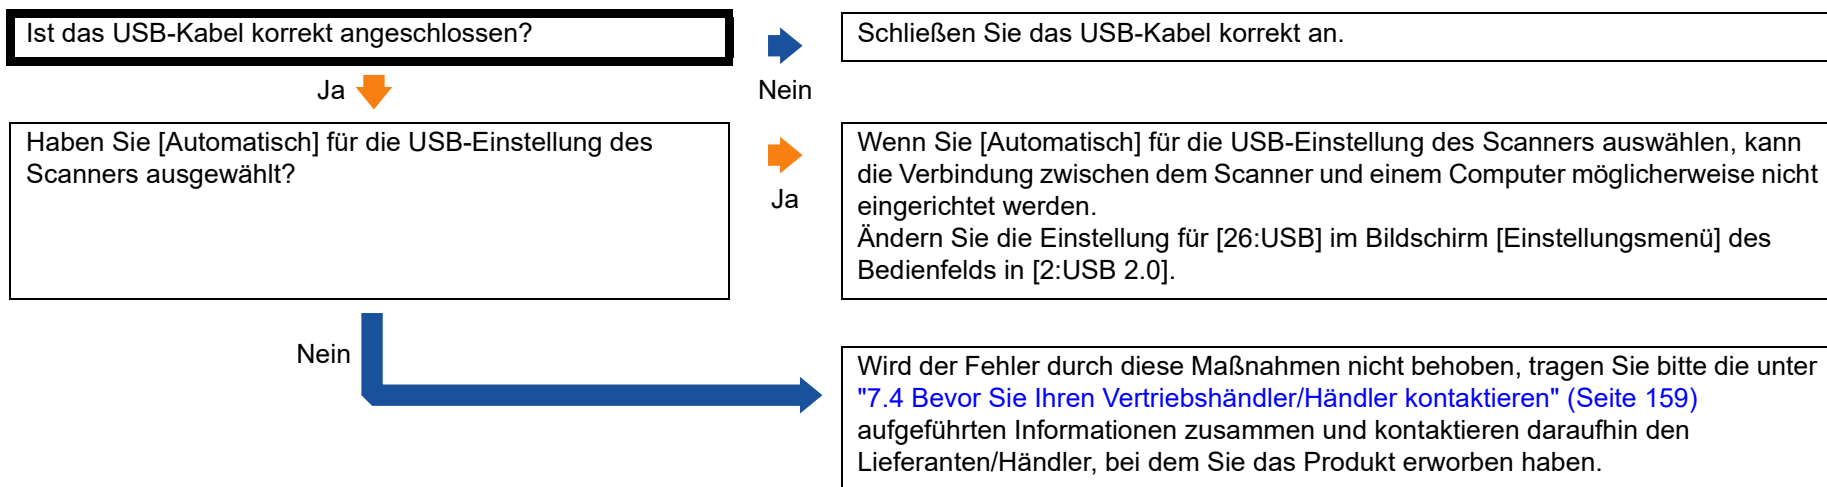 Ist das USB-Kabel korrekt angeschlossen?
Schließen Sie das USB-Kabel korrekt an.
Ja
Nein
Haben Sie [Automatisch] für die USB-Einstellung des
Scanners ausgewählt?
Ja
Wenn Sie [Automatisch] für die USB-Einstellung des Scanners auswählen, kann
die Verbindung zwischen dem Scanner und einem Computer möglicherweise nicht
eingerichtet werden.
Ändern Sie die Einstellung für [26:USB] im Bildschirm [Einstellungsmenü] des
Bedienfelds in [2:USB 2.0].
Nein
Wird der Fehler durch diese Maßnahmen nicht behoben, tragen Sie bitte die unter
"7.4 Bevor Sie Ihren Vertriebshändler/Händler kontaktieren" (Seite 159)
aufgeführten Informationen zusammen und kontaktieren daraufhin den
Lieferanten/Händler, bei dem Sie das Produkt erworben haben.